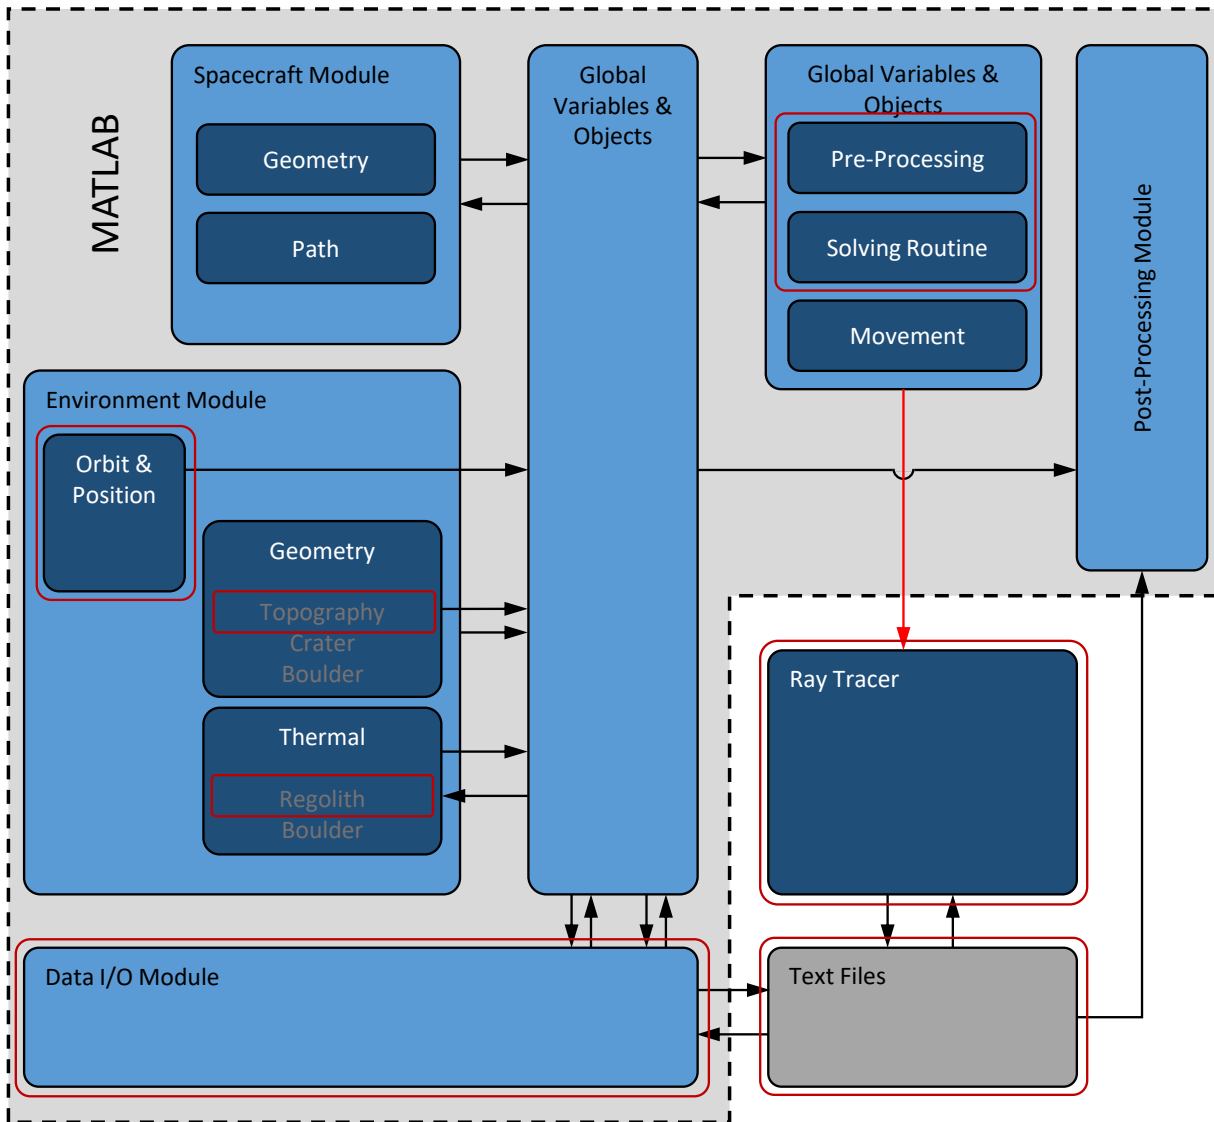 MATLAB
Spacecraft Module
Geometry
Path
Global
Variables &
Objects
Global Variables &
Objects
Pre-Processing
Solving Routine
Movement
Post-Processing Module
Environment Module
Orbit &
Position
Geometry
Topography
Crater
Boulder
Thermal
Regolith
Boulder
Ray Tracer
Data I/O Module
Text Files